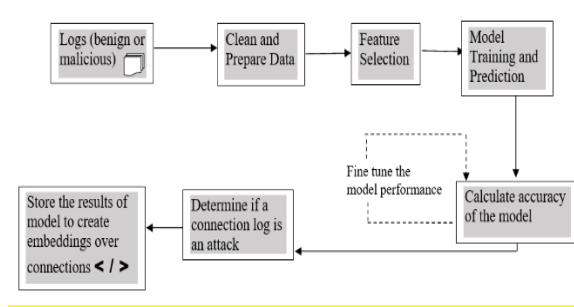 Logs (benign or
malicious)
Clean and
Prepare Data
Feature
Selection
Model
Training and
Prediction
Fine tune the
model performance
Calculate accuracy
of the model
Determine if a
connection log is
an attack
Store the results of
model to create
embeddings over
connections < / >